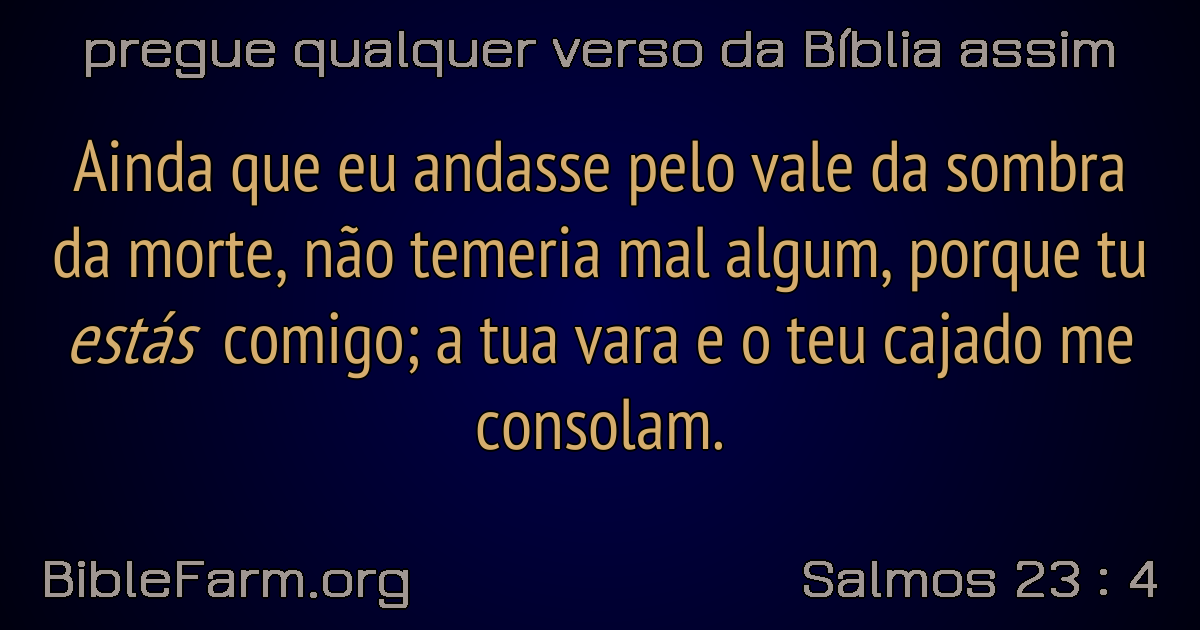 pregue qualquer verso da Bíblia assim
Ainda que eu andasse pelo vale da sombra
da morte, não temeria mal algum, porque tu
estás comigo; a tua vara e o teu cajado me
consolam.
BibleFarm.org
Salmos 23 : 4